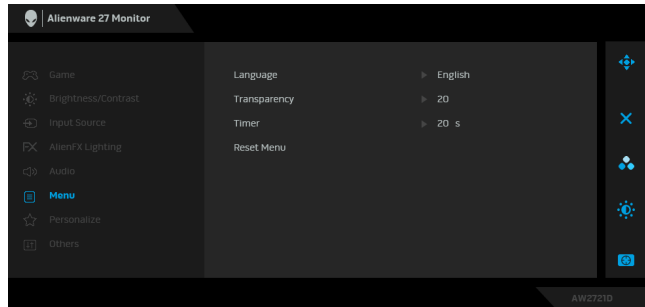 Alienware 27 Monitor
Game
Brightness/Contrast
Input Source
AlienFX Lighting
Audio
Menu
Personalize
Others
Language English
Transparency 20
Timer 20 s
Reset Menu
AW2721D